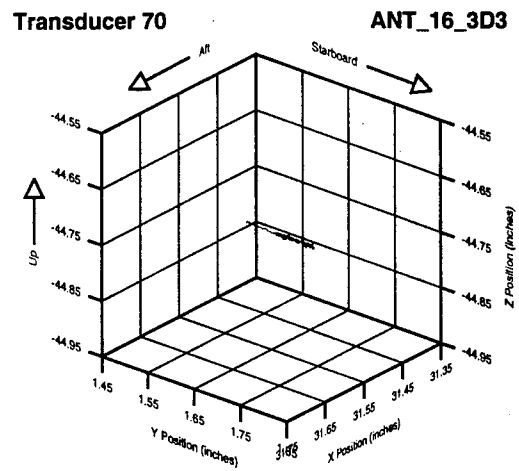 Transducer 70 ANT_16_3D3
Aft Starboard
-44.55 -44.55
-44.65 -44.65
-44.75 -44.75
-44.85 -44.85
-44.95 -44.95
Up
Z Position (inches)
1.45 1.55 1.65 1.75
31.65 31.55 31.45 31.35
Y Position (inches)
X Position (inches)